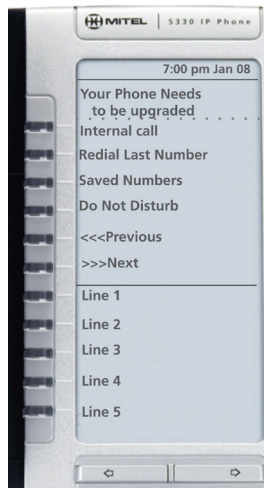 MITEL | 5330 IP Phone
7:00 pm Jan 08
Your Phone Needs
to be upgraded
Internal call
Redial Last Number
Saved Numbers
Do Not Disturb
<<<Previous
>>>Next
Line 1
Line 2
Line 3
Line 4
Line 5